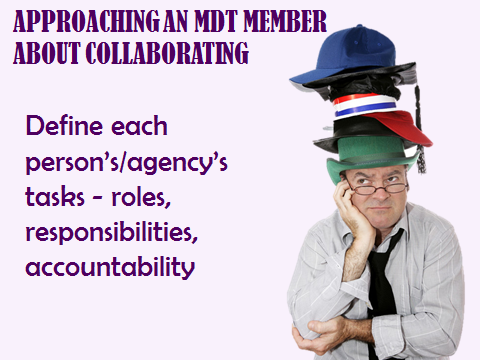 APPROACHING AN MDT MEMBER
ABOUT COLLABORATING
Define each
person's/agency's
tasks - roles,
responsibilities,
accountability